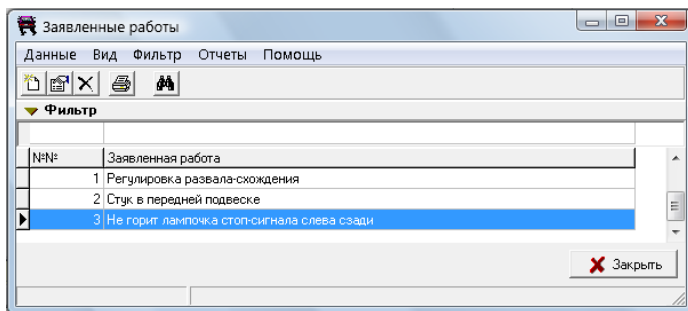 Заявленные работы
Данные Вид Фильтр Отчеты Помощь
Фильтр
№№ Заявленная работа
1 Регулировка развала-схождения
2 Стук в передней подвеске
3 Не горит лампочка стоп-сигнала слева сзади
Закрыть